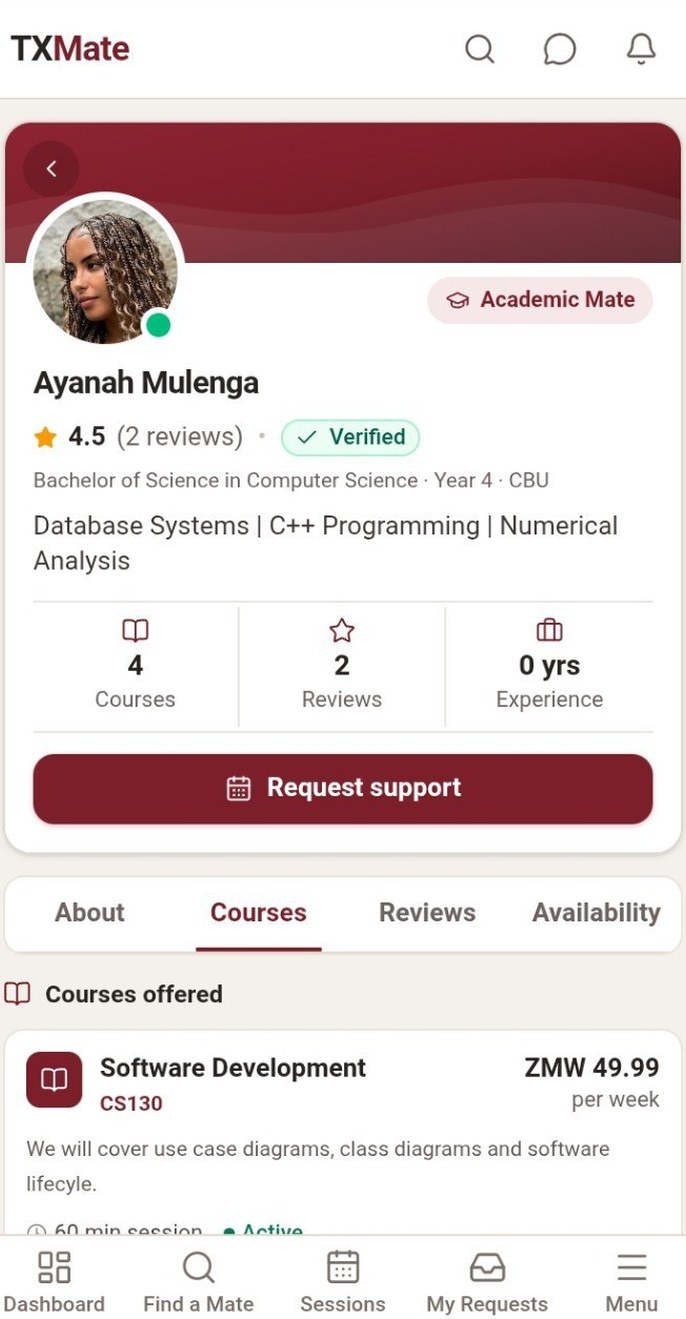 TXMate
Academic Mate
Ayanah Mulenga
4.5 (2 reviews) • Verified
Bachelor of Science in Computer Science · Year 4 · CBU
Database Systems | C++ Programming | Numerical
Analysis
4 2 0 yrs
Courses Reviews Experience
Request support
About Courses Reviews Availability
Courses offered
Software Development ZMW 49.99
CS130 per week
We will cover use case diagrams, class diagrams and software
lifecyle.
60 min session • Active
Dashboard Find a Mate Sessions My Requests Menu